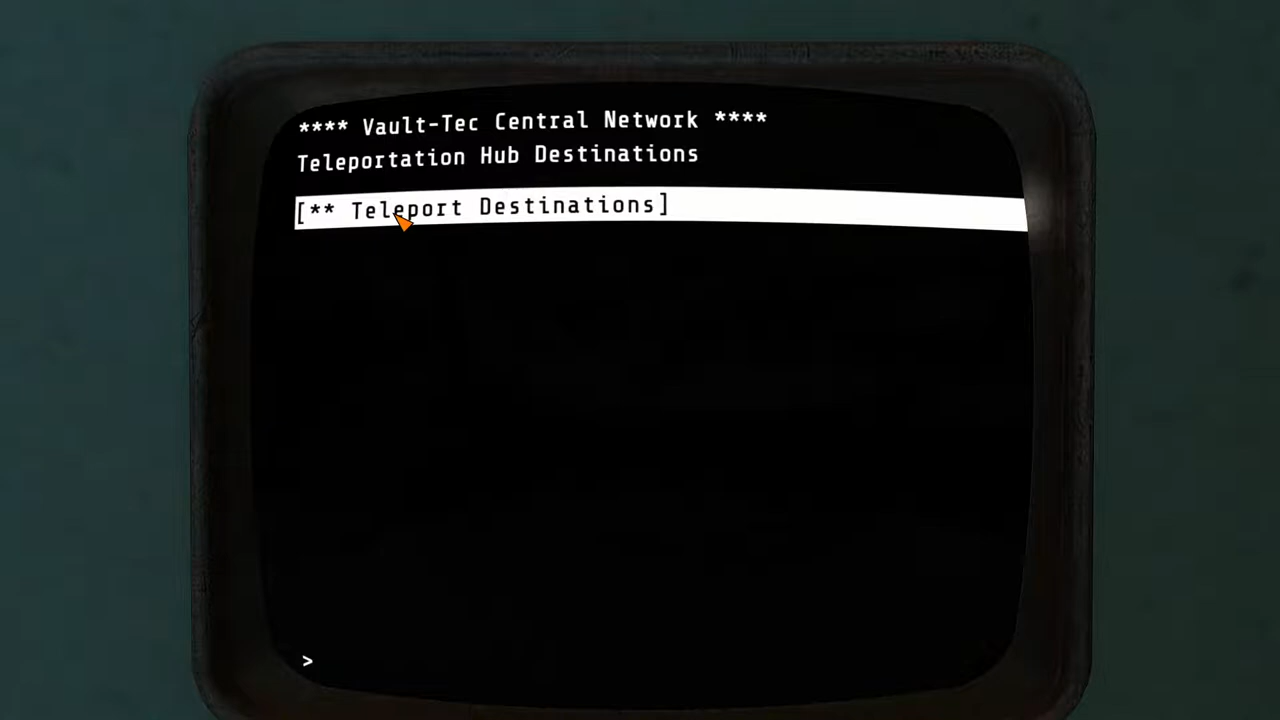 **** Vault-Tec Central Network ****
Teleportation Hub Destinations
[** Teleport Destinations]
>